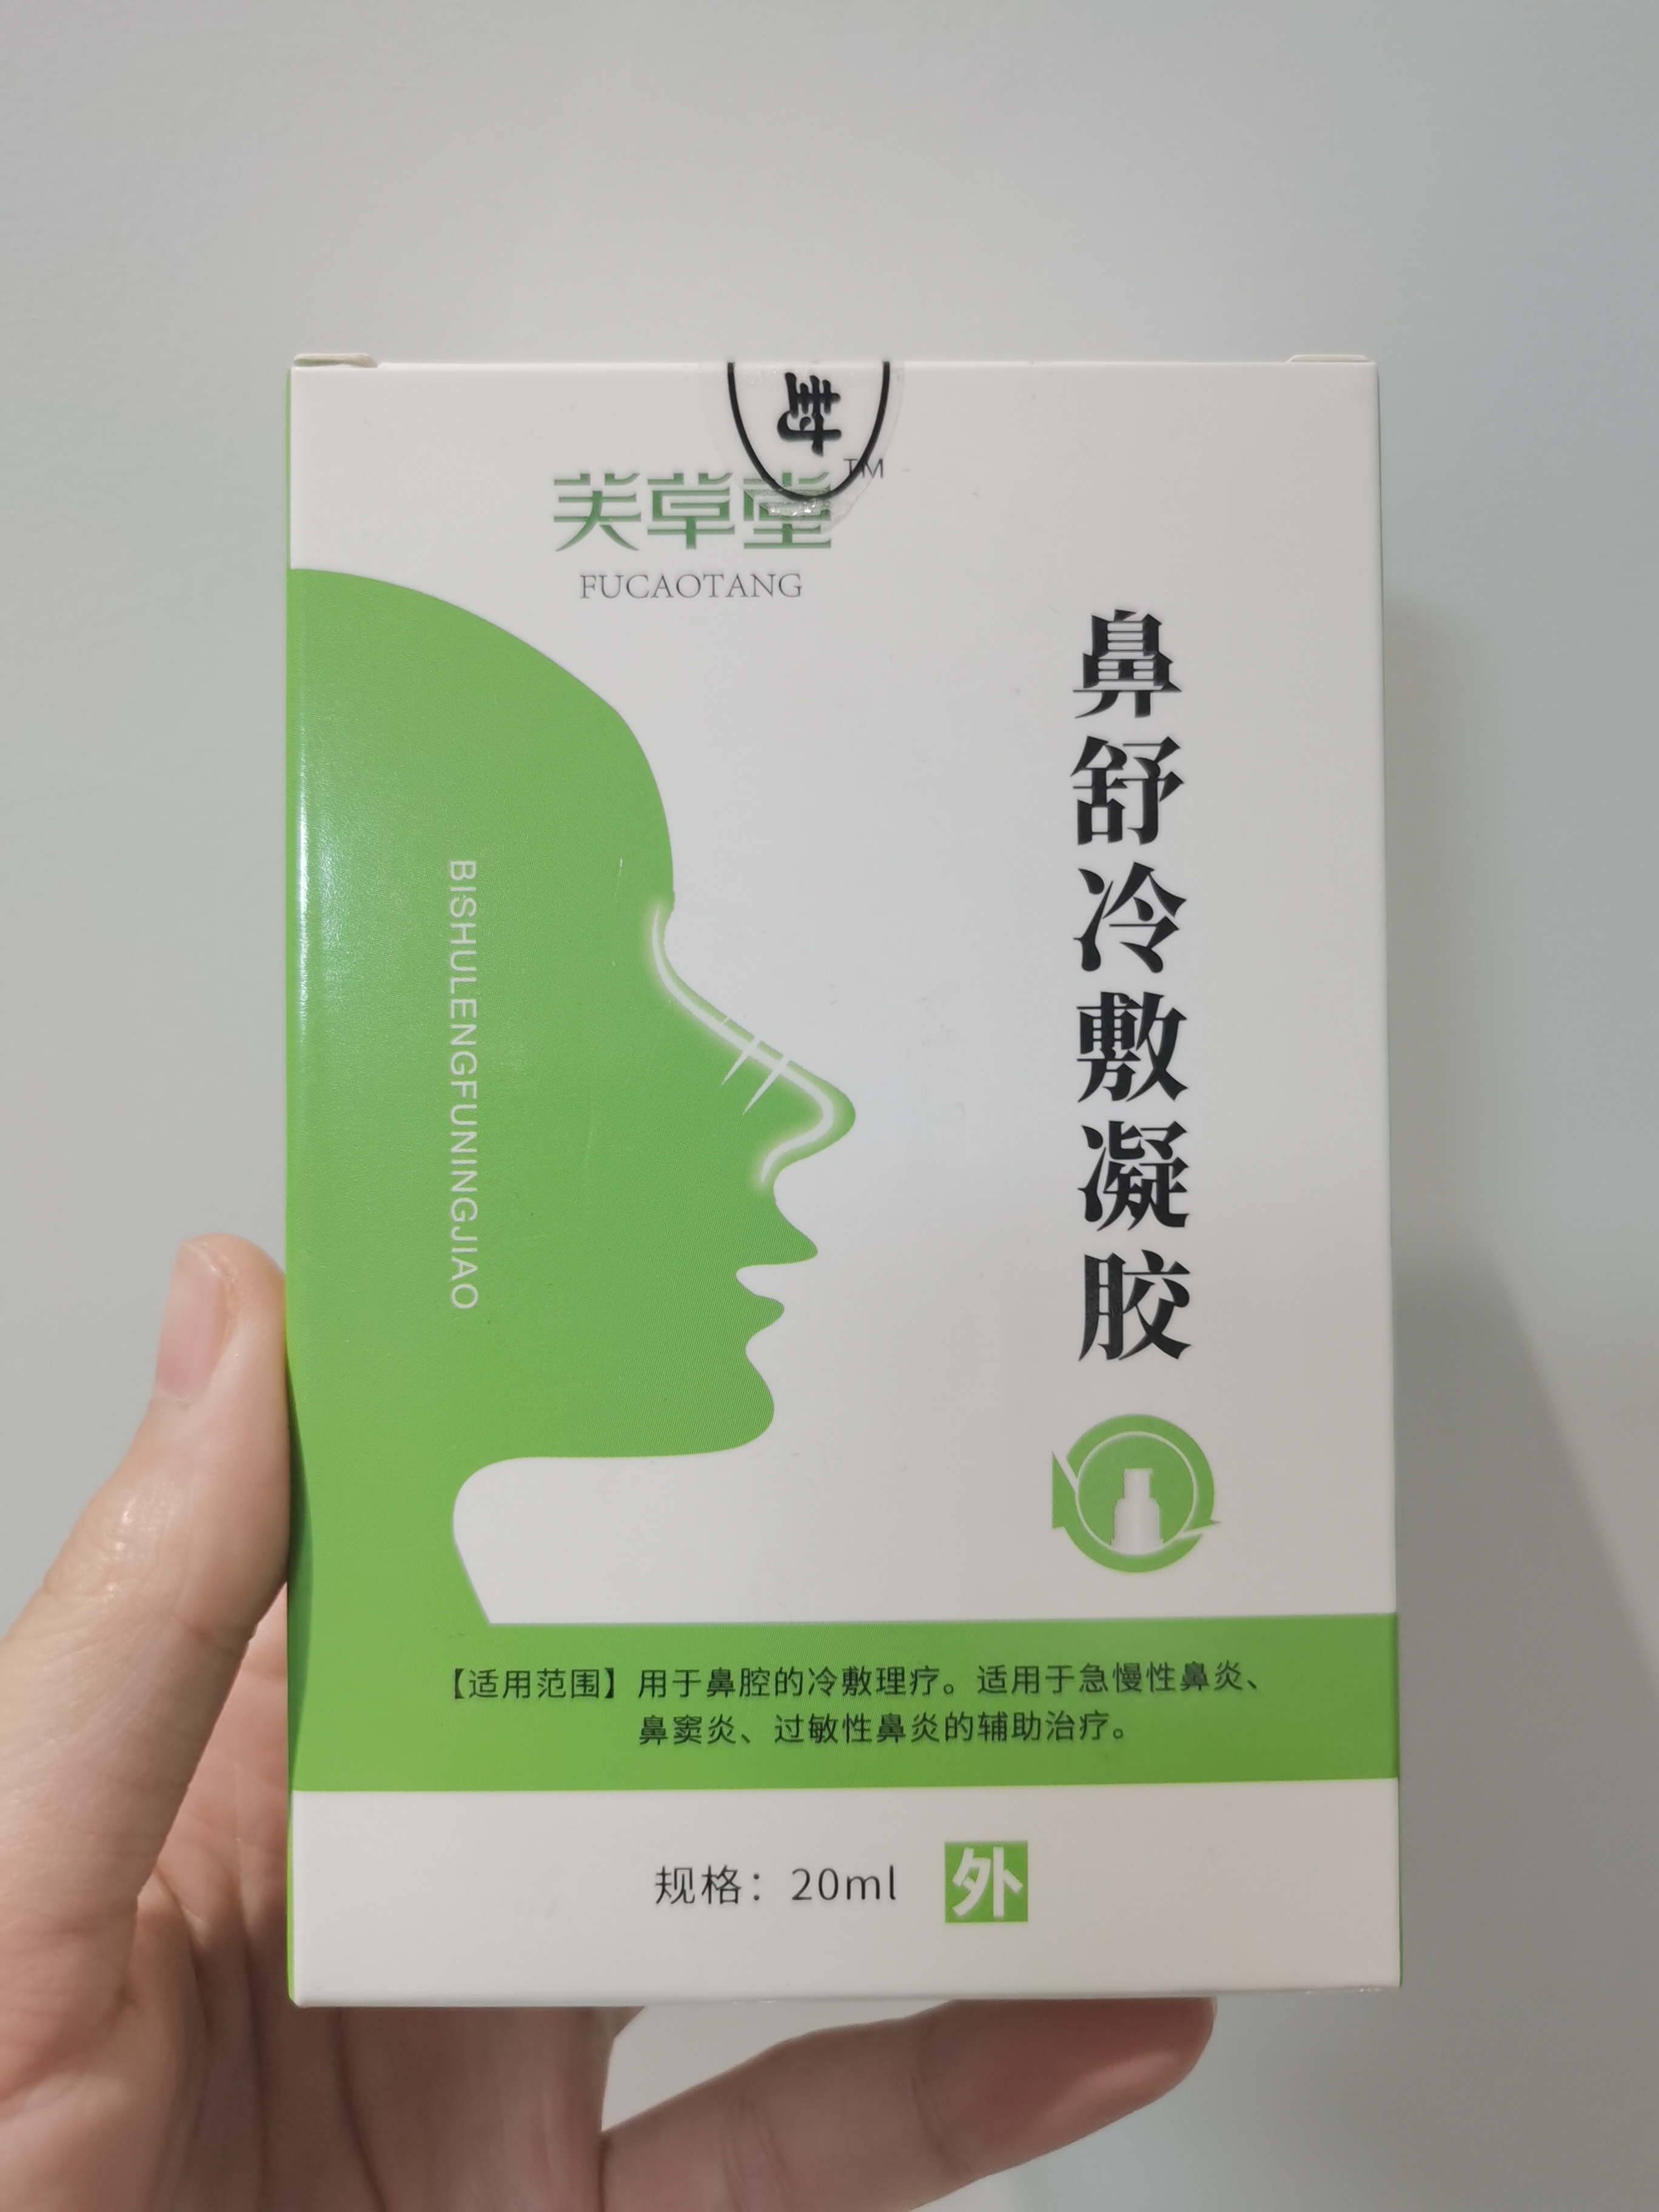 封
芙草堂
TM
FUCAOTANG
鼻舒冷敷凝胶
BISHULENGFUNINGJIAO
【适用范围】用于鼻腔的冷敷理疗。适用于急慢性鼻炎、
鼻窦炎、过敏性鼻炎的辅助治疗。
规格：20ml 外